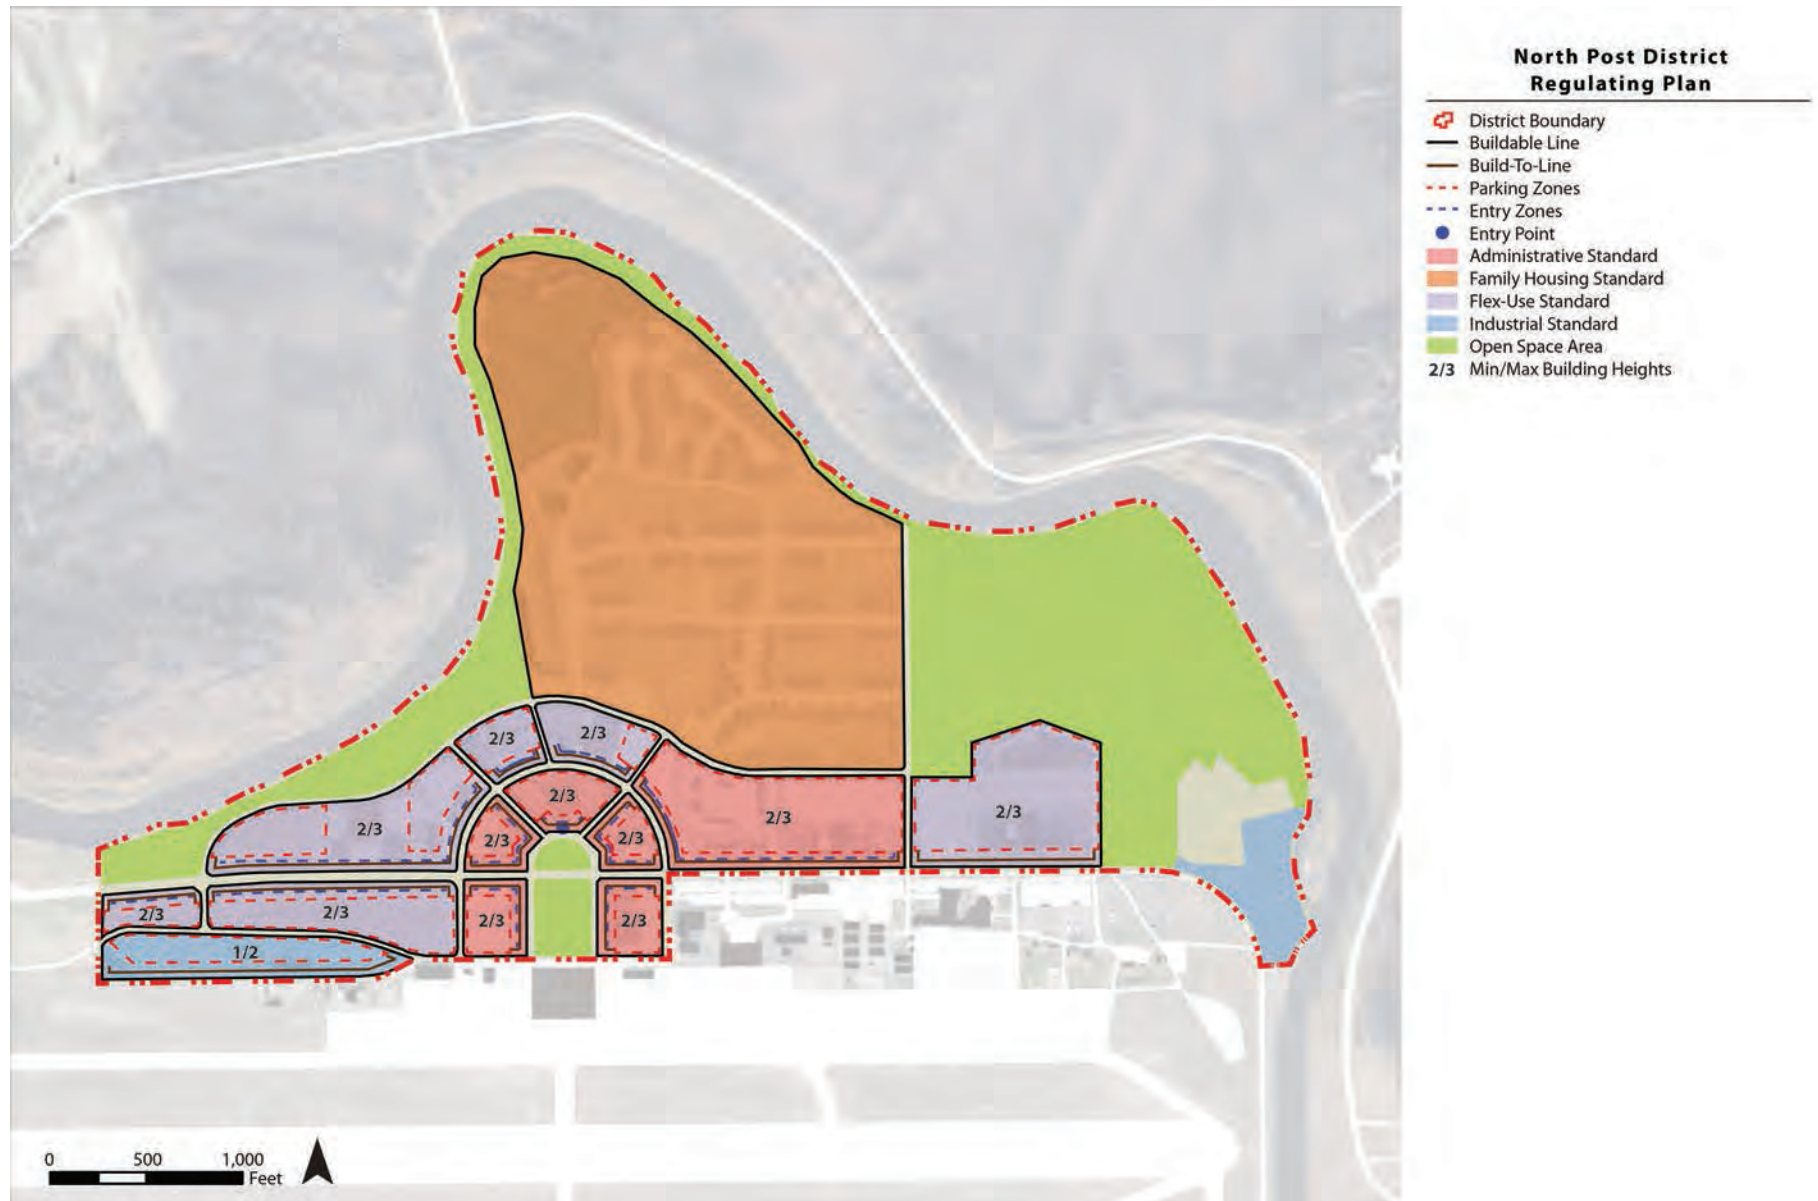 North Post District
Regulating Plan
District Boundary
Buildable Line
Build-To-Line
Parking Zones
Entry Zones
Entry Point
Administrative Standard
Family Housing Standard
Flex-Use Standard
Industrial Standard
Open Space Area
2/3 Min/Max Building Heights
2/3
2/3
2/3
2/3
2/3
2/3
2/3
2/3
2/3
2/3
2/3
2/3
1/2
0 500 1,000
Feet